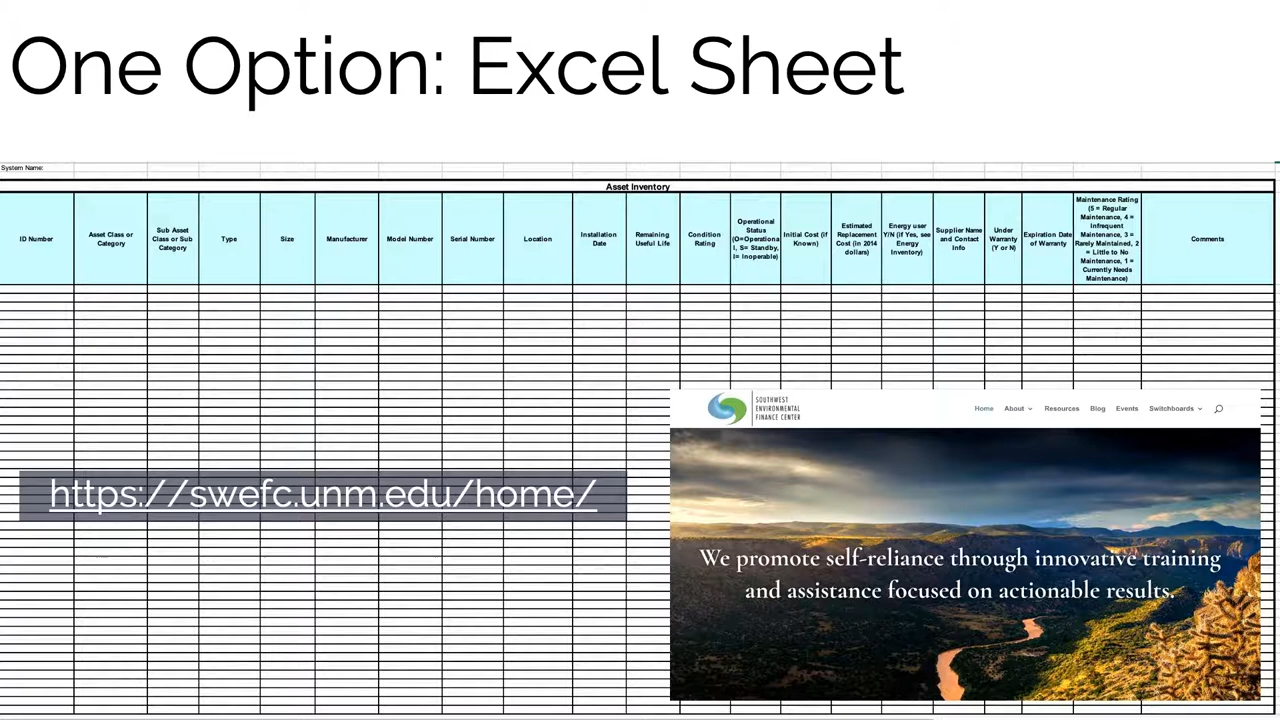 One Option: Excel Sheet
System Name:
Asset Inventory
ID Number
Asset Class or
Category
Sub Asset
Class or Sub
Category
Type
Size
Manufacturer
Model Number
Serial Number
Location
Installation
Date
Remaining
Useful Life
Condition
Rating
Operational
Status
(O=Operationa
l, S= Standby,
I= Inoperable)
Initial Cost (if
Known)
Estimated
Replacement
Cost (in 2014
dollars)
Energy user
Y/N (if Yes, see
Energy
Inventory)
Supplier Name
and Contact
Info
Under
Warranty
(Y or N)
Expiration Date
of Warranty
Maintenance Rating
(5 = Regular
Maintenance, 4 =
Infrequent
Maintenance, 3 =
Rarely Maintained, 2
= Little to No
Maintenance, 1 =
Currently Needs
Maintenance)
Comments
SOUTHWEST
ENVIRONMENTAL
FINANCE CENTER
Home About Resources Blog Events Switchboards
https://swefc.unm.edu/home/
We promote self-reliance through innovative training
and assistance focused on actionable results.